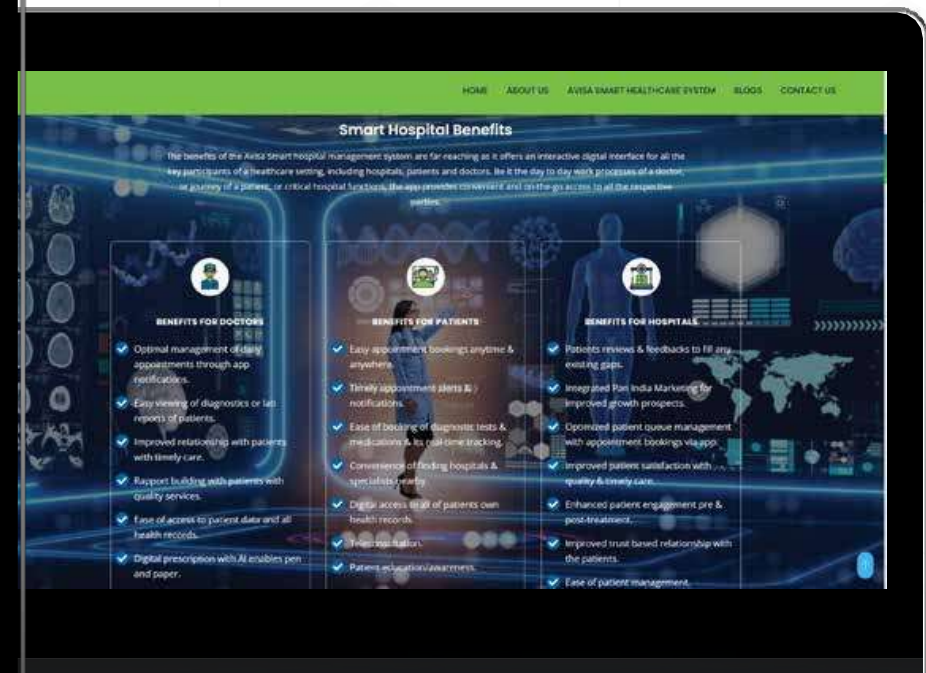 HOME ABOUT US AVISA SMART HEALTHCARE SYSTEM BLOGS CONTACT US
Smart Hospital Benefits
The benefits of the Avisa Smart hospital management system are far-reaching as it offers an interactive digital interface for all the
key participants of a healthcare setting, including hospitals, patients and doctors. Be it the day to day work processes of a doctor,
or journey of a patient, or critical hospital functions, the app provides convenient and on-the-go access to all the respective
parties.
BENEFITS FOR DOCTORS
Optimal management of daily
appointments through app
notifications.
Easy viewing of diagnostics or lab
reports of patients.
Improved relationship with patients
with timely care.
Rapport building with patients with
quality services.
Ease of access to patient data and all
health records.
Digital prescription with AI enables pen
and paper.
BENEFITS FOR PATIENTS
Easy appointment bookings anytime &
anywhere.
Timely appointment alerts &
notifications.
Ease of booking of diagnostic tests &
medications & its real-time tracking.
Convenience of finding hospitals &
specialists nearby.
Digital access to all of patients own
health records.
Teleconsultation.
Patient education/awareness.
BENEFITS FOR HOSPITALS
Patients reviews & feedbacks to fill any
existing gaps.
Integrated Pan India Marketing for
improved growth prospects.
Optomized patient queue management
with appointment bookings via app.
Improved patient satisfaction with
quality & timely care.
Enhanced patient engagement pre &
post-treatment.
Improved trust based relationship with
the patients.
Ease of patient management.